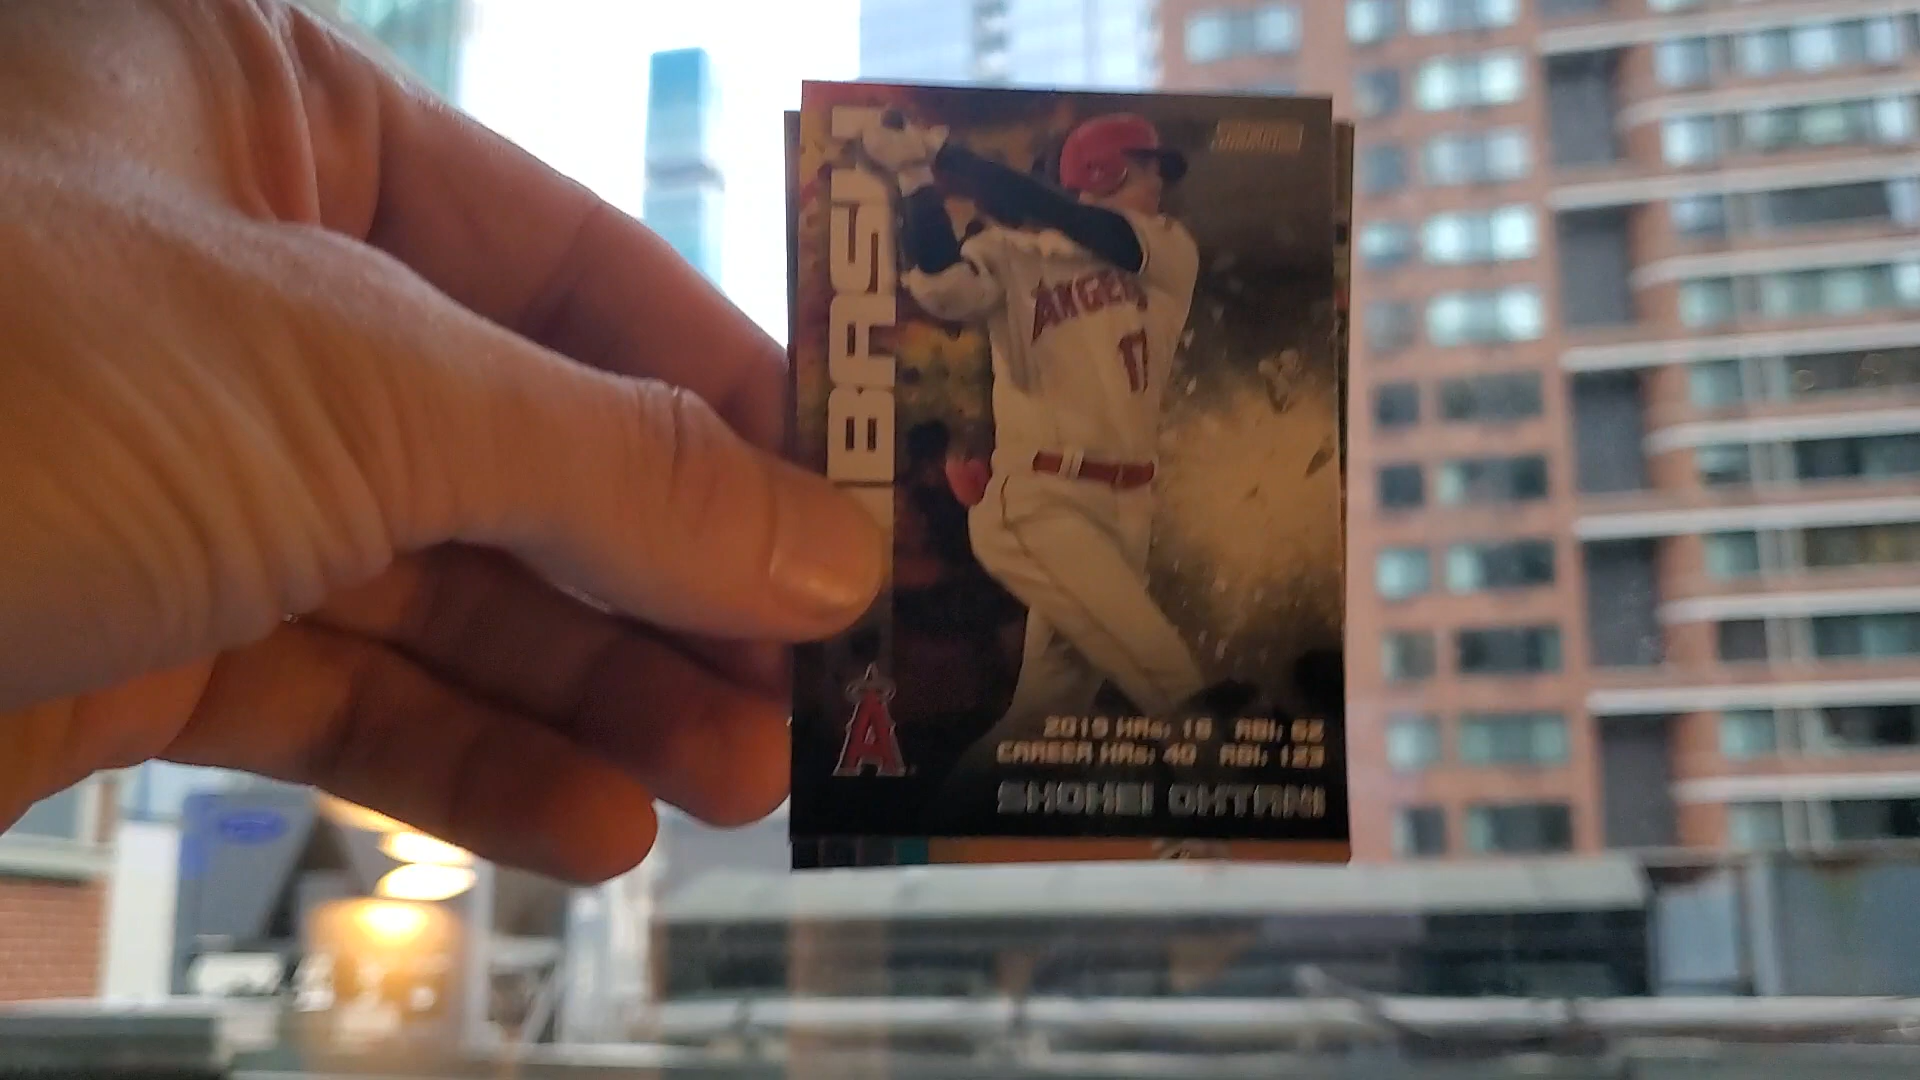 BASH
ANGELS
17
A
2019 HRs: 18 RBI: 62
CAREER HRs: 40 RBI: 123
SHOHEI OHTANI